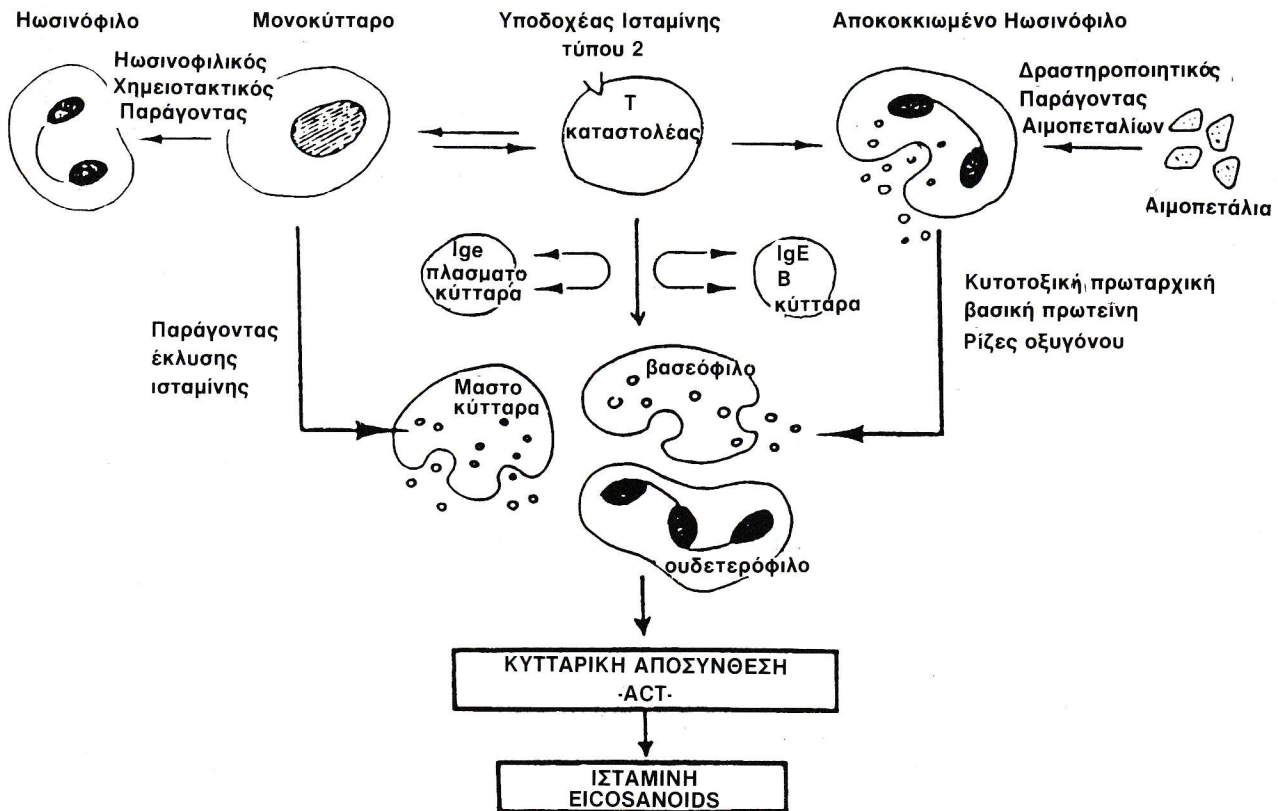 Ηωσινόφιλο
Μονοκύτταρο
Υποδοχέας Ισταμίνης
τύπου 2
Αποκοκκιωμένο Ηωσινόφιλο
Ηωσινοφιλικός
Χημειοτακτικός
Παράγοντας
Τ
καταστολέας
Δραστηροποιητικός
Παράγοντας
Αιμοπεταλίων
Αιμοπετάλια
Ige
πλασματο
κύτταρα
IgE
B
κύτταρα
Κυτοτοξική πρωταρχική
βασική πρωτεΐνη
Ρίζες οξυγόνου
Παράγοντας
έκλυσης
ισταμίνης
Μαστο
κύτταρα
βασεόφιλο
ουδετερόφιλο
ΚΥΤΤΑΡΙΚΗ ΑΠΟΣΥΝΘΕΣΗ
-ACT-
ΙΣΤΑΜΙΝΗ
EICOSANOIDS